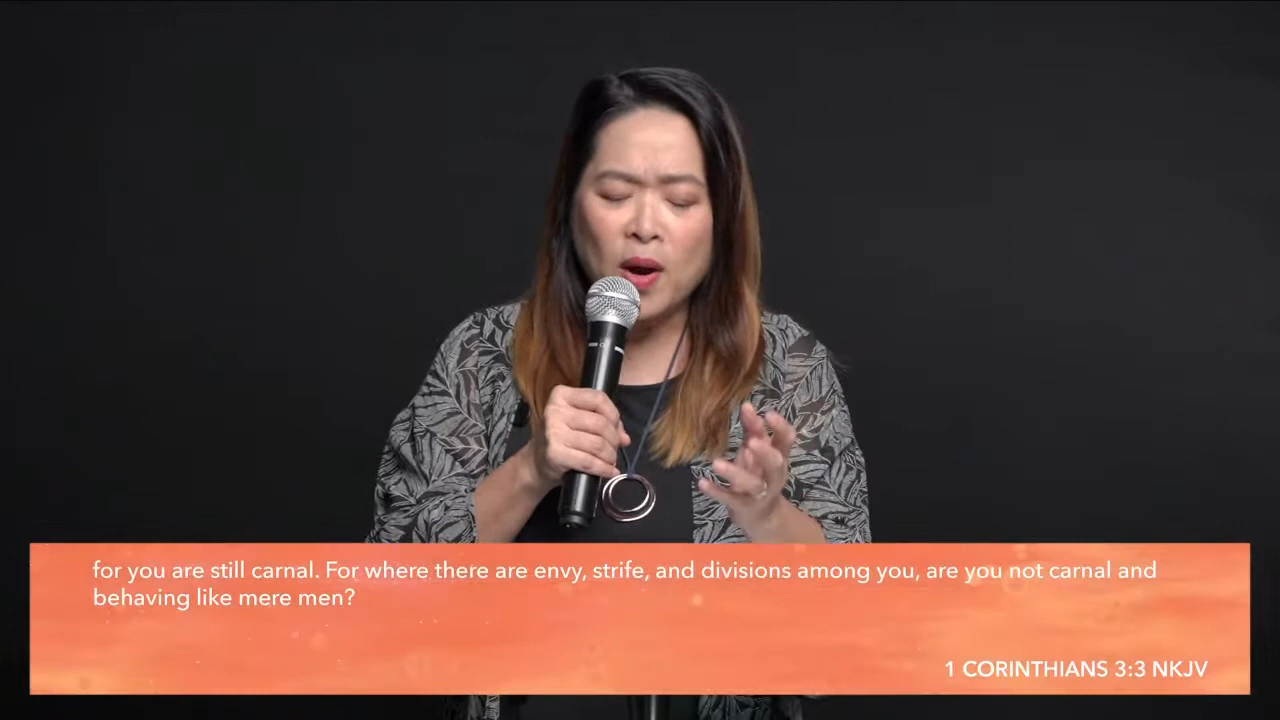 for you are still carnal. For where there are envy, strife, and divisions among you, are you not carnal and
behaving like mere men?
1 CORINTHIANS 3:3 NKJV